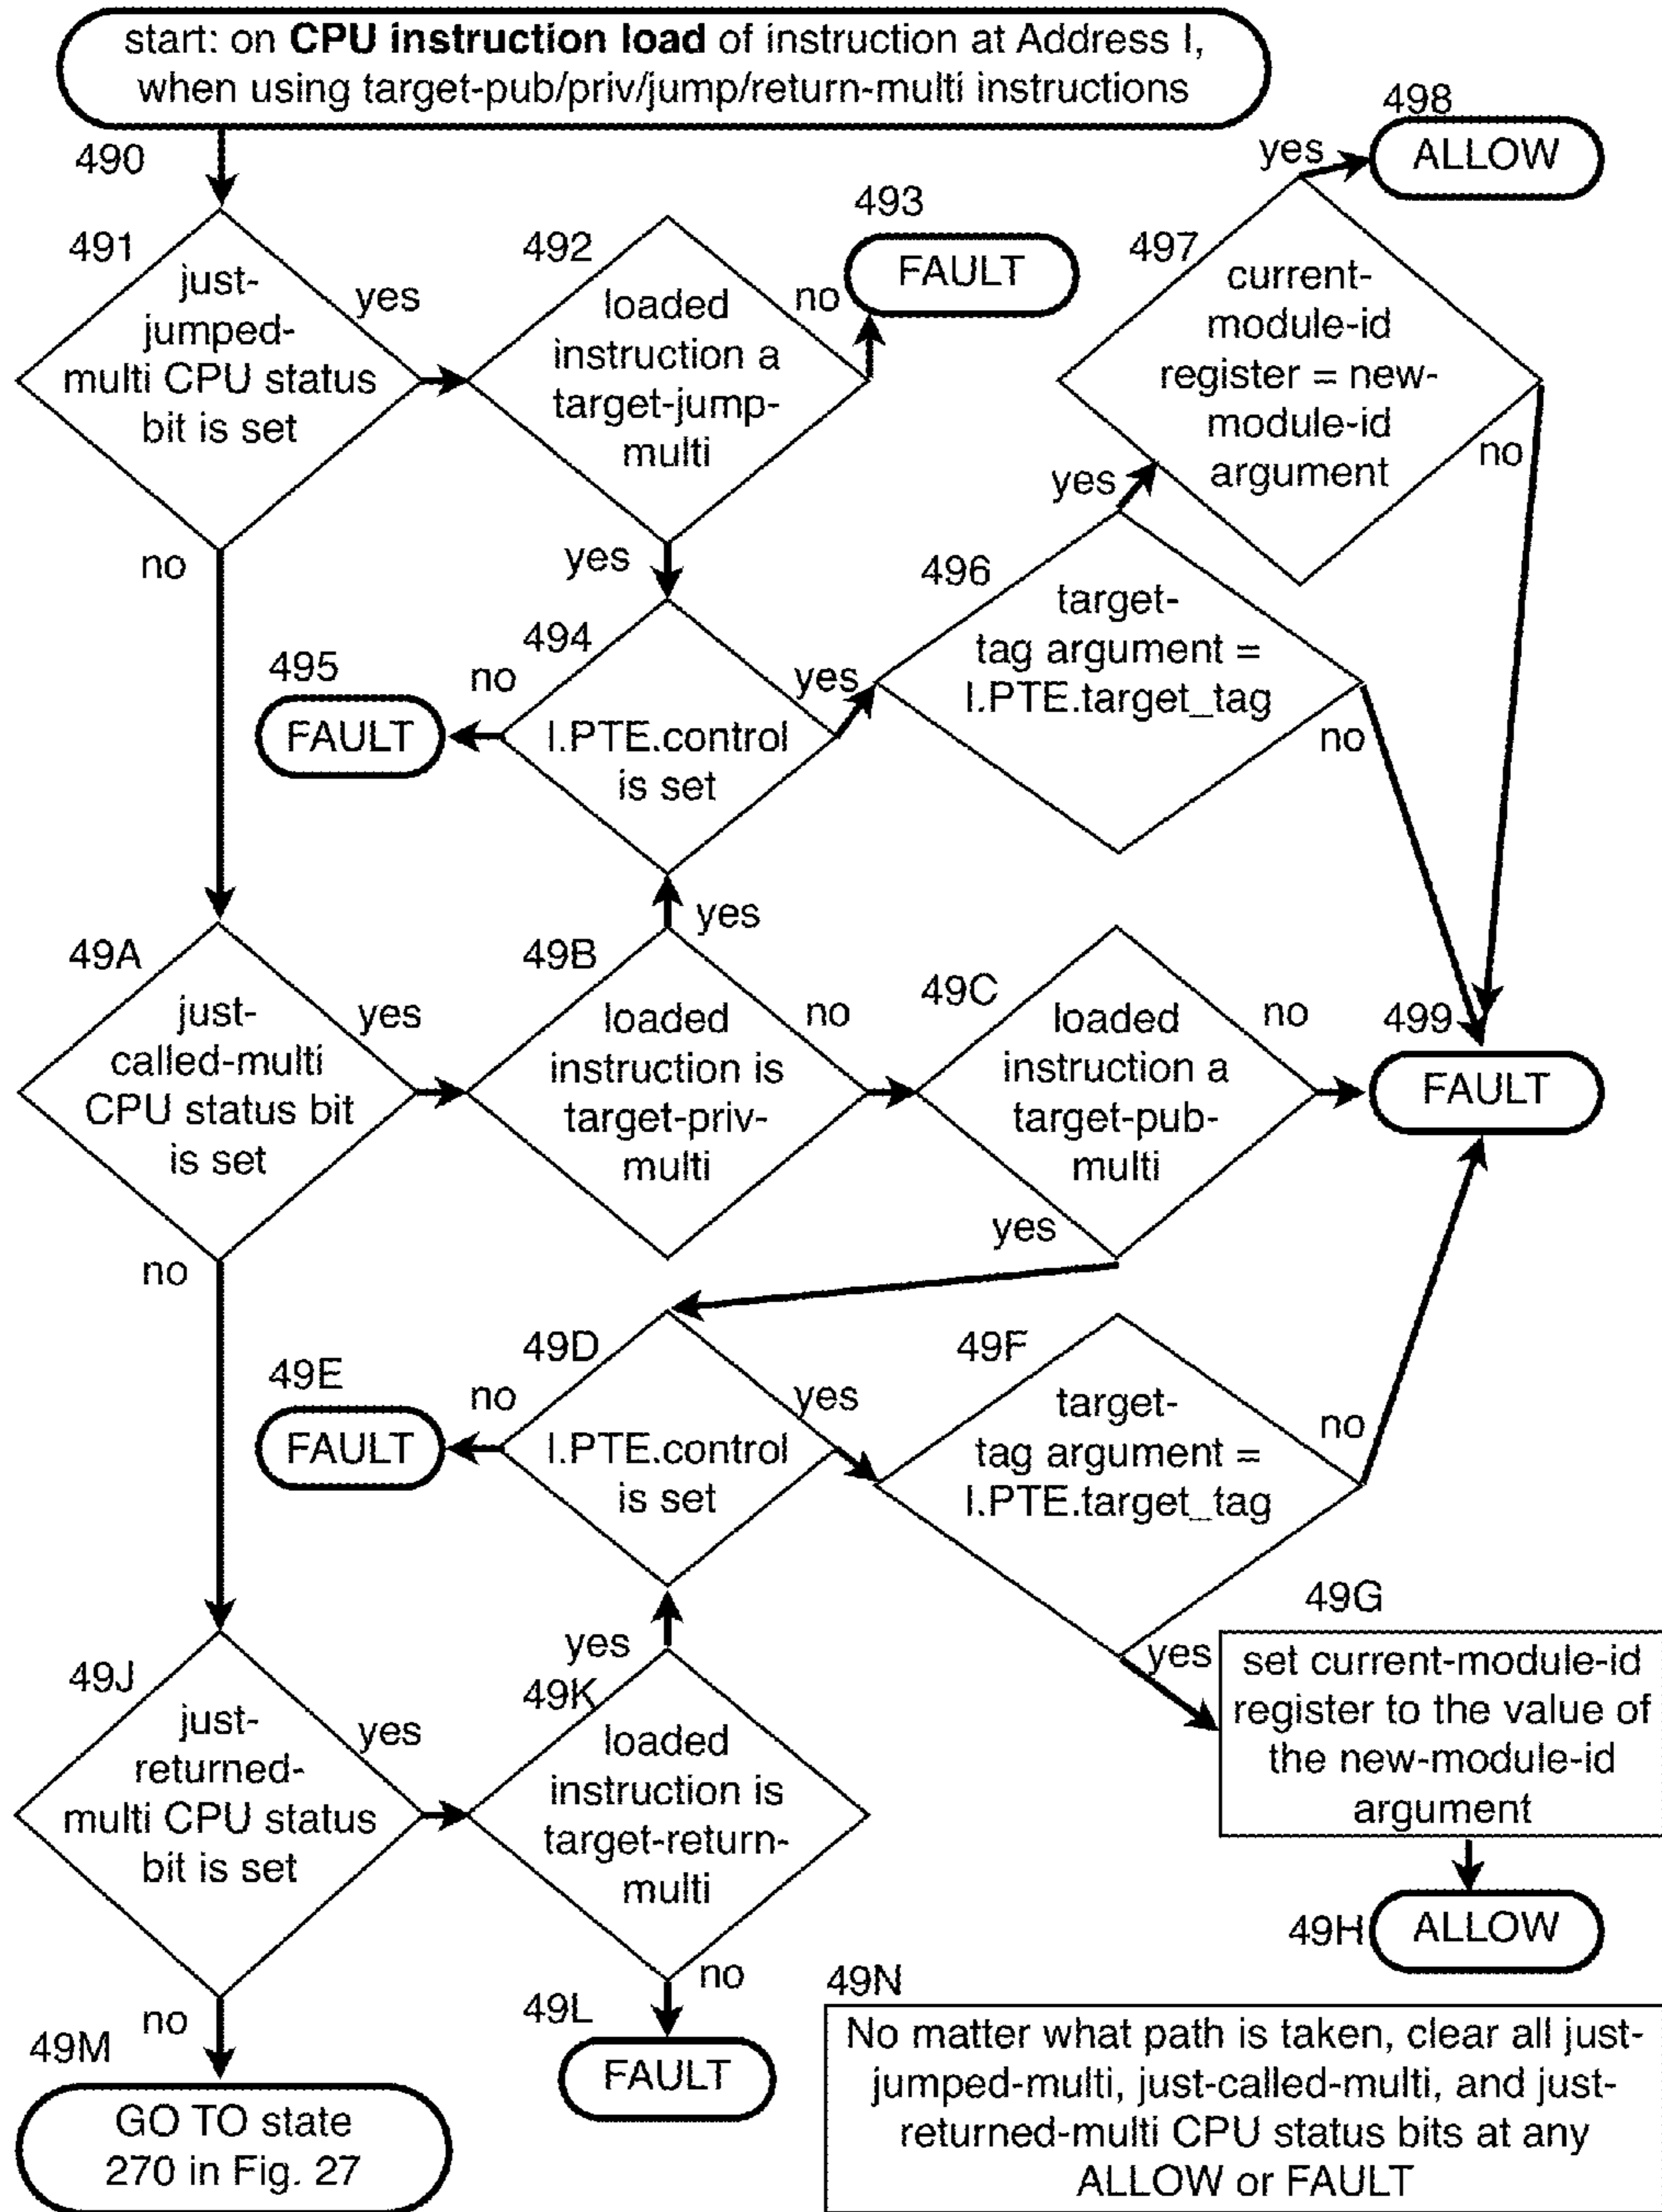 start: on CPU instruction load of instruction at Address I,
when using target-pub/priv/jump/return-multi instructions
490
491
just-
jumped-
multi CPU status
bit is set
yes
no
492
loaded
instruction a
target-jump-
multi
no
yes
493
FAULT
494
I.PTE.control
is set
no
yes
495
FAULT
496
target-
tag argument =
I.PTE.target_tag
yes
no
497
current-
module-id
register = new-
module-id
argument
yes
no
498
ALLOW
499
FAULT
49A
just-
called-multi
CPU status bit
is set
yes
no
49B
loaded
instruction is
target-priv-
multi
yes
no
49C
loaded
instruction a
target-pub-
multi
no
yes
49D
I.PTE.control
is set
no
yes
49E
FAULT
49F
target-
tag argument =
I.PTE.target_tag
no
yes
49G
set current-module-id
register to the value of
the new-module-id
argument
49H
ALLOW
49J
just-
returned-
multi CPU status
bit is set
yes
no
49K
loaded
instruction is
target-return-
multi
yes
no
49L
FAULT
49M
GO TO state
270 in Fig. 27
49N
No matter what path is taken, clear all just-
jumped-multi, just-called-multi, and just-
returned-multi CPU status bits at any
ALLOW or FAULT